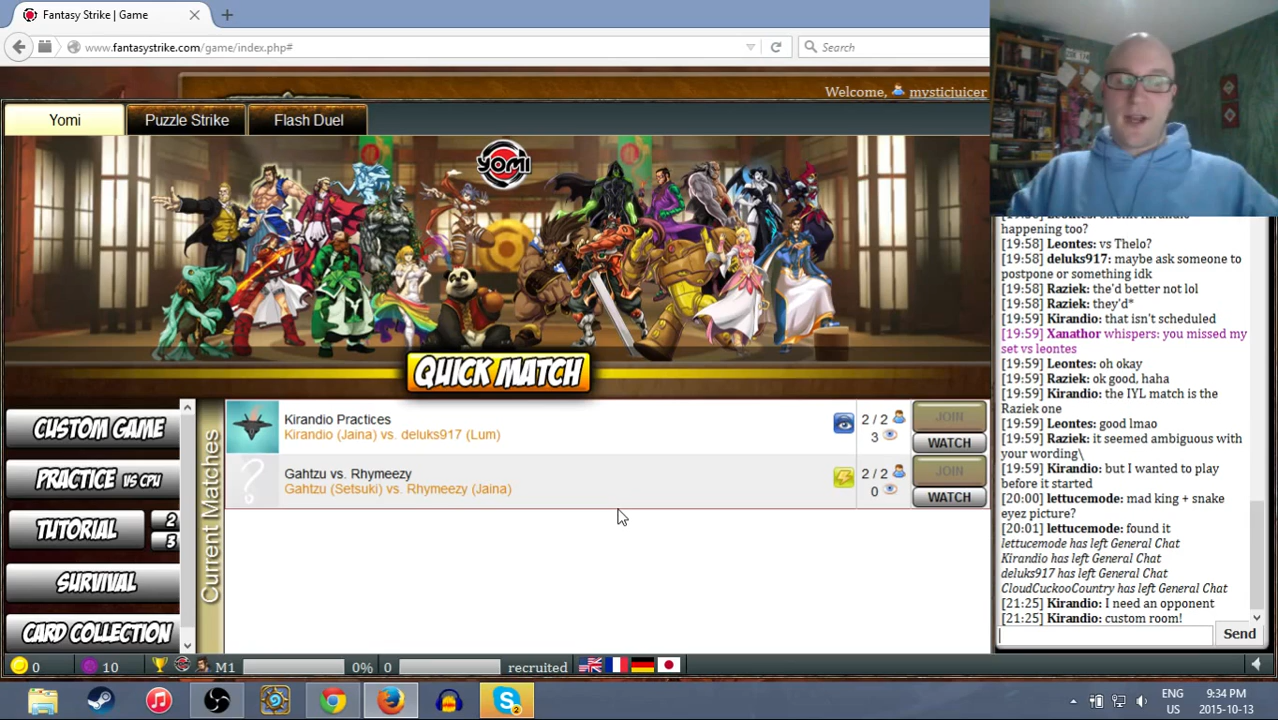 Fantasy Strike | Game
www.fantasystrike.com/game/index.php#
Search
Welcome, mysticjuicer
Yomi
Puzzle Strike
Flash Duel
YOMI
QUICK MATCH
CUSTOM GAME
PRACTICE VS CPU
TUTORIAL
2
3
SURVIVAL
CARD COLLECTION
Current Matches
Kirandio Practices
Kirandio (Jaina) vs. deluks917 (Lum)
2 / 2
3
JOIN
WATCH
Gahtzu vs. Rhymeezy
Gahtzu (Setsuki) vs. Rhymeezy (Jaina)
2 / 2
0
JOIN
WATCH
happening too?
[19:58] Leontes: vs Thelo?
[19:58] deluks917: maybe ask someone to
postpone or something idk
[19:58] Raziek: the'd better not lol
[19:58] Raziek: they'd*
[19:59] Kirandio: that isn't scheduled
[19:59] Xanathor whispers: you missed my
set vs leontes
[19:59] Leontes: oh okay
[19:59] Raziek: ok good, haha
[19:59] Kirandio: the IYL match is the
Raziek one
[19:59] Leontes: good lmao
[19:59] Raziek: it seemed ambiguous with
your wording\
[19:59] Kirandio: but I wanted to play
before it started
[20:00] lettucemode: mad king + snake
eyez picture?
[20:01] lettucemode: found it
lettucemode has left General Chat
Kirandio has left General Chat
deluks917 has left General Chat
CloudCuckooCountry has left General Chat
[21:25] Kirandio: I need an opponent
[21:25] Kirandio: custom room!
Send
0
10
M1
0%
0
recruited
2
ENG
US
9:34 PM
2015-10-13